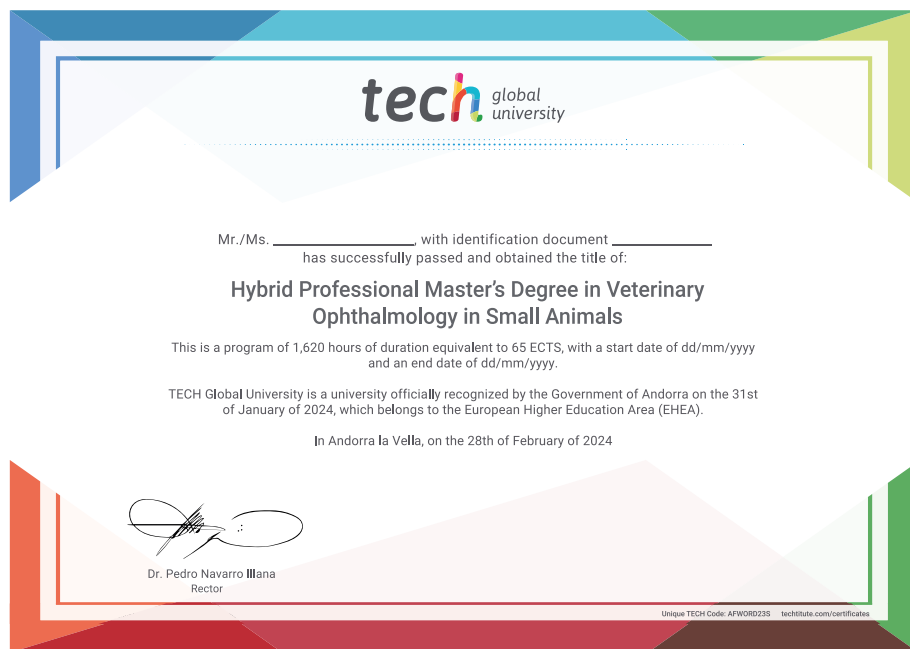 tech global
university
Mr./Ms. ________________, with identification document ____________
has successfully passed and obtained the title of:
Hybrid Professional Master’s Degree in Veterinary
Ophthalmology in Small Animals
This is a program of 1,620 hours of duration equivalent to 65 ECTS, with a start date of dd/mm/yyyy
and an end date of dd/mm/yyyy.
TECH Global University is a university officially recognized by the Government of Andorra on the 31st
of January of 2024, which belongs to the European Higher Education Area (EHEA).
In Andorra la Vella, on the 28th of February of 2024
Dr. Pedro Navarro Illana
Rector
Unique TECH Code: AFWORD23S techtitute.com/certificates